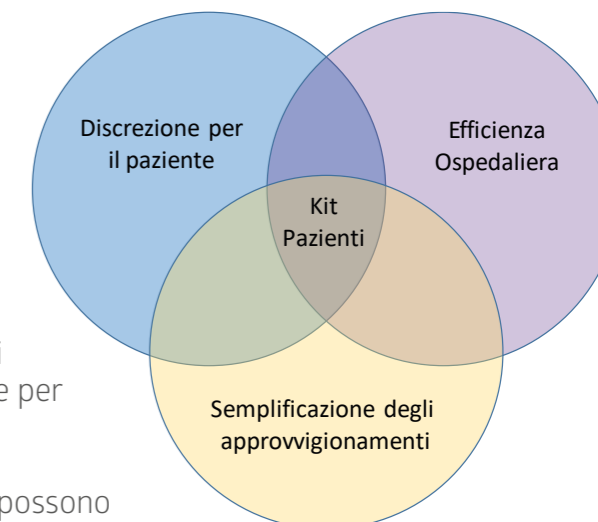 Discrezione per
il paziente
Efficienza
Ospedaliera
Kit
Pazienti
e per
Semplificazione degli
approvvigionamenti
possono